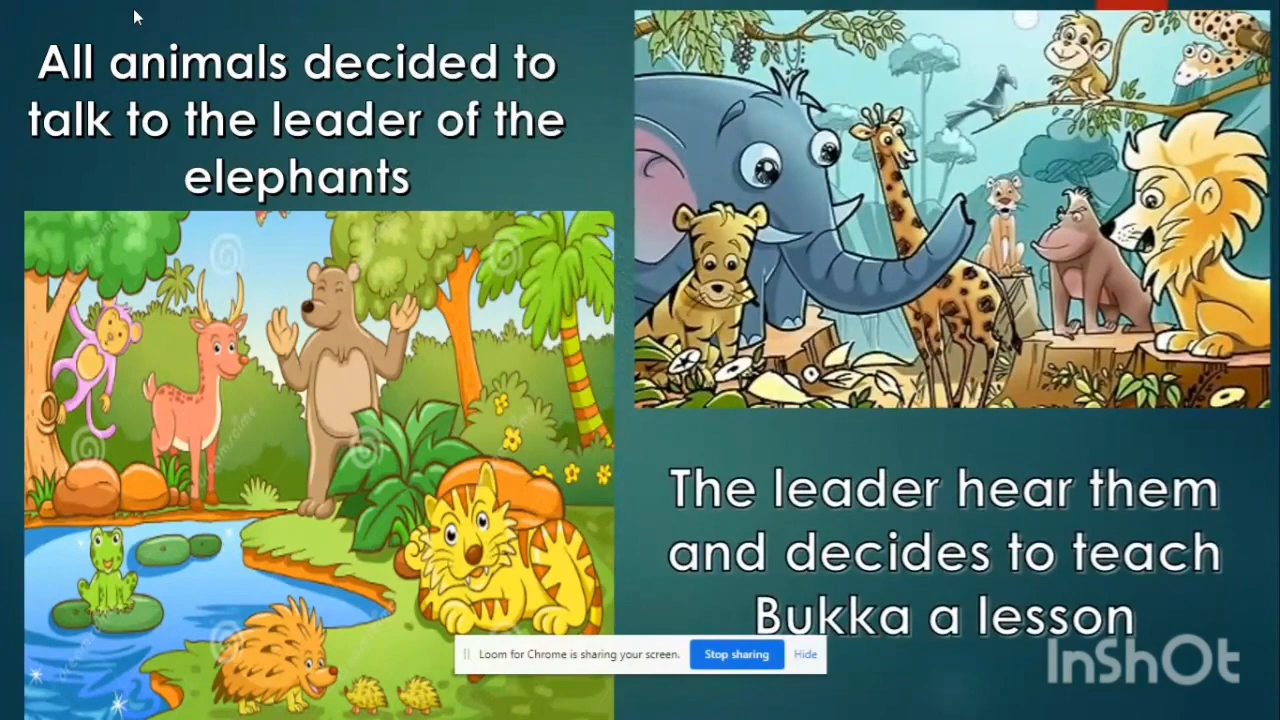 All animals decided to
talk to the leader of the
elephants
The leader hear them
and decides to teach
Bukka a lesson
Loom for Chrome is sharing your screen.
Stop sharing
Hide
InShOt